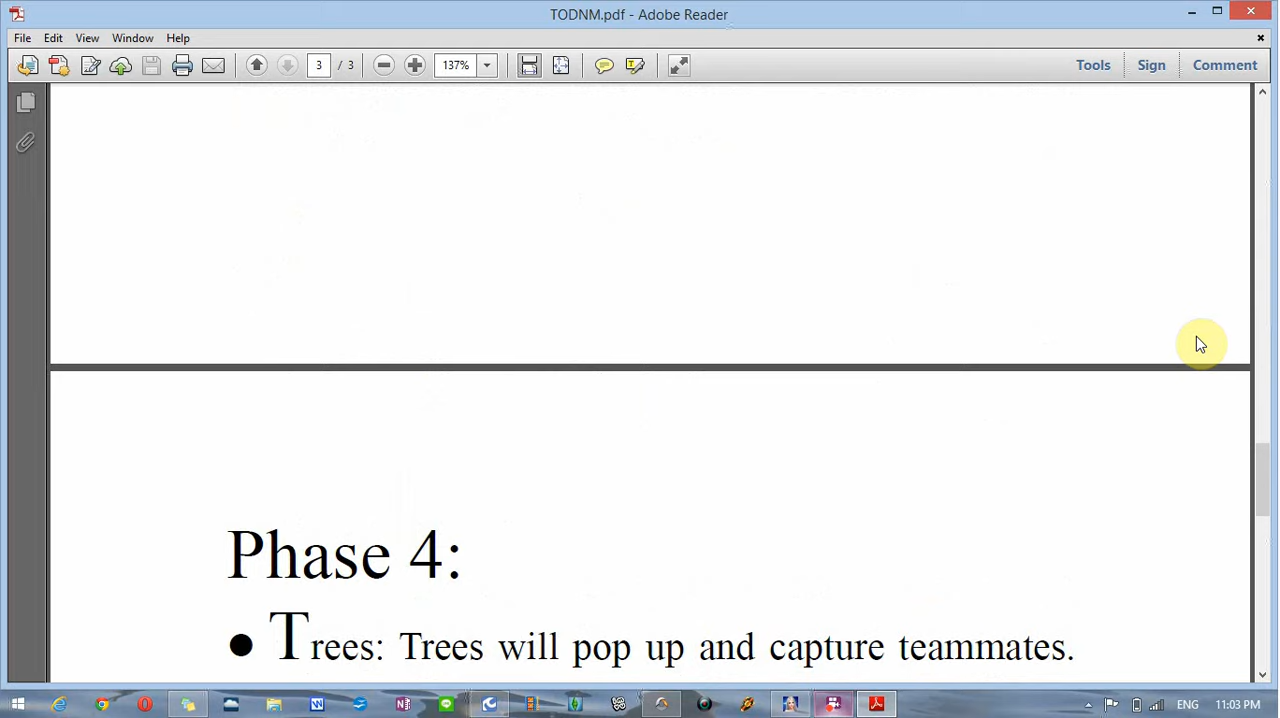 TODNM.pdf - Adobe Reader
File Edit View Window Help
3 / 3 137% Tools Sign Comment
Phase 4:
● Trees: Trees will pop up and capture teammates.
ENG 11:03 PM